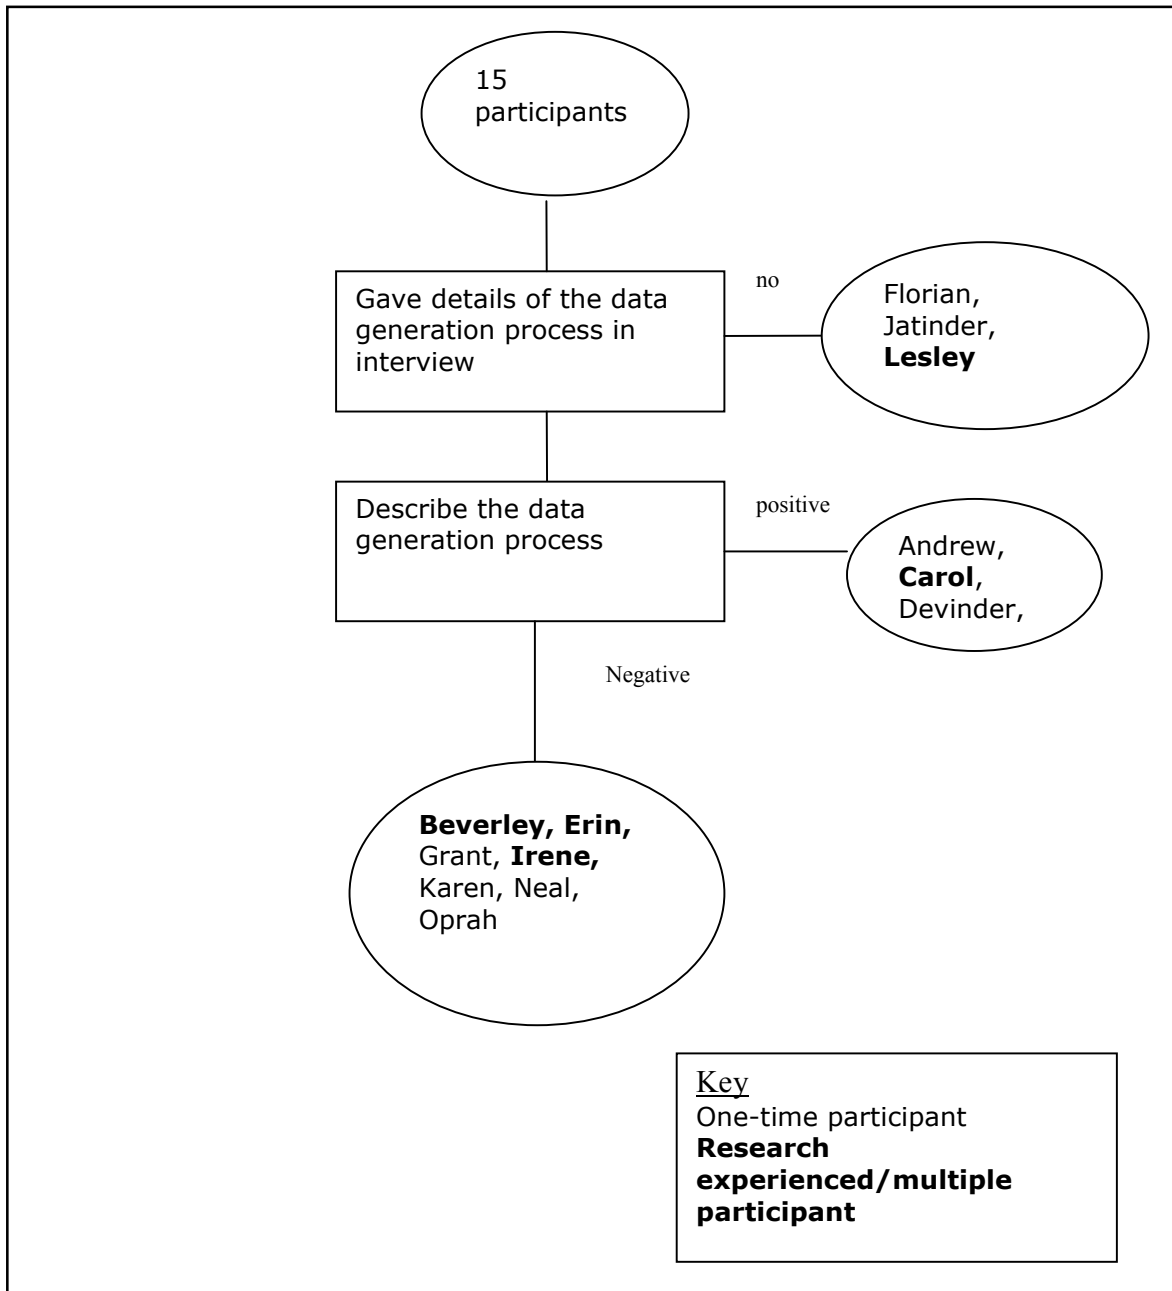 15
participants
Gave details of the data
generation process in
interview
no
Florian,
Jatinder,
Lesley
Describe the data
generation process
positive
Andrew,
Carol,
Devinder,
Negative
Beverley, Erin,
Grant, Irene,
Karen, Neal,
Oprah
Key
One-time participant
Research
experienced/multiple
participant